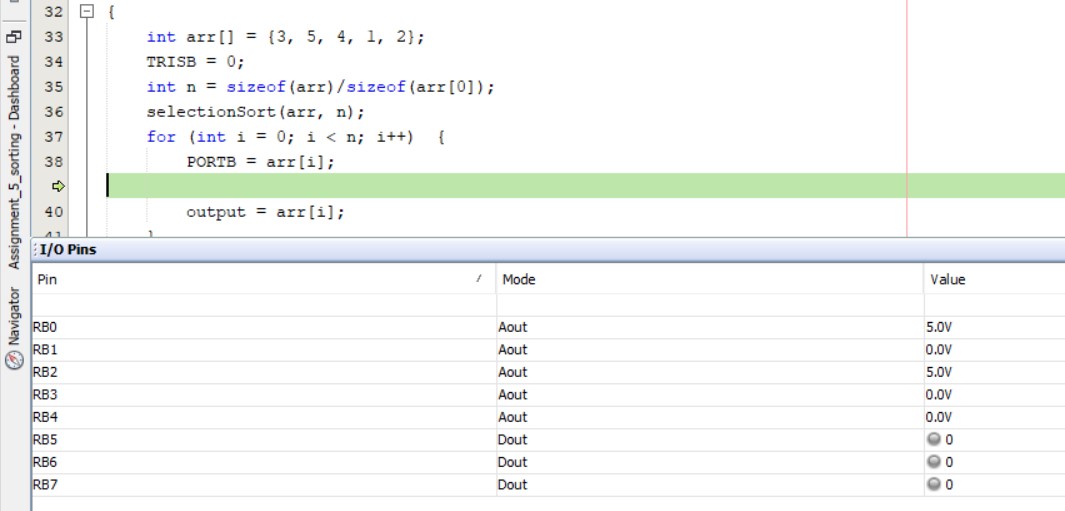 Assignment_5_sorting - Dashboard
Navigator
32 {
33 int arr[] = {3, 5, 4, 1, 2};
34 TRISB = 0;
35 int n = sizeof(arr)/sizeof(arr[0]);
36 selectionSort(arr, n);
37 for (int i = 0; i < n; i++) {
38 PORTB = arr[i];
40 output = arr[i];
41 }
I/O Pins
Pin / Mode Value
RB0 Aout 5.0V
RB1 Aout 0.0V
RB2 Aout 5.0V
RB3 Aout 0.0V
RB4 Aout 0.0V
RB5 Dout 0
RB6 Dout 0
RB7 Dout 0